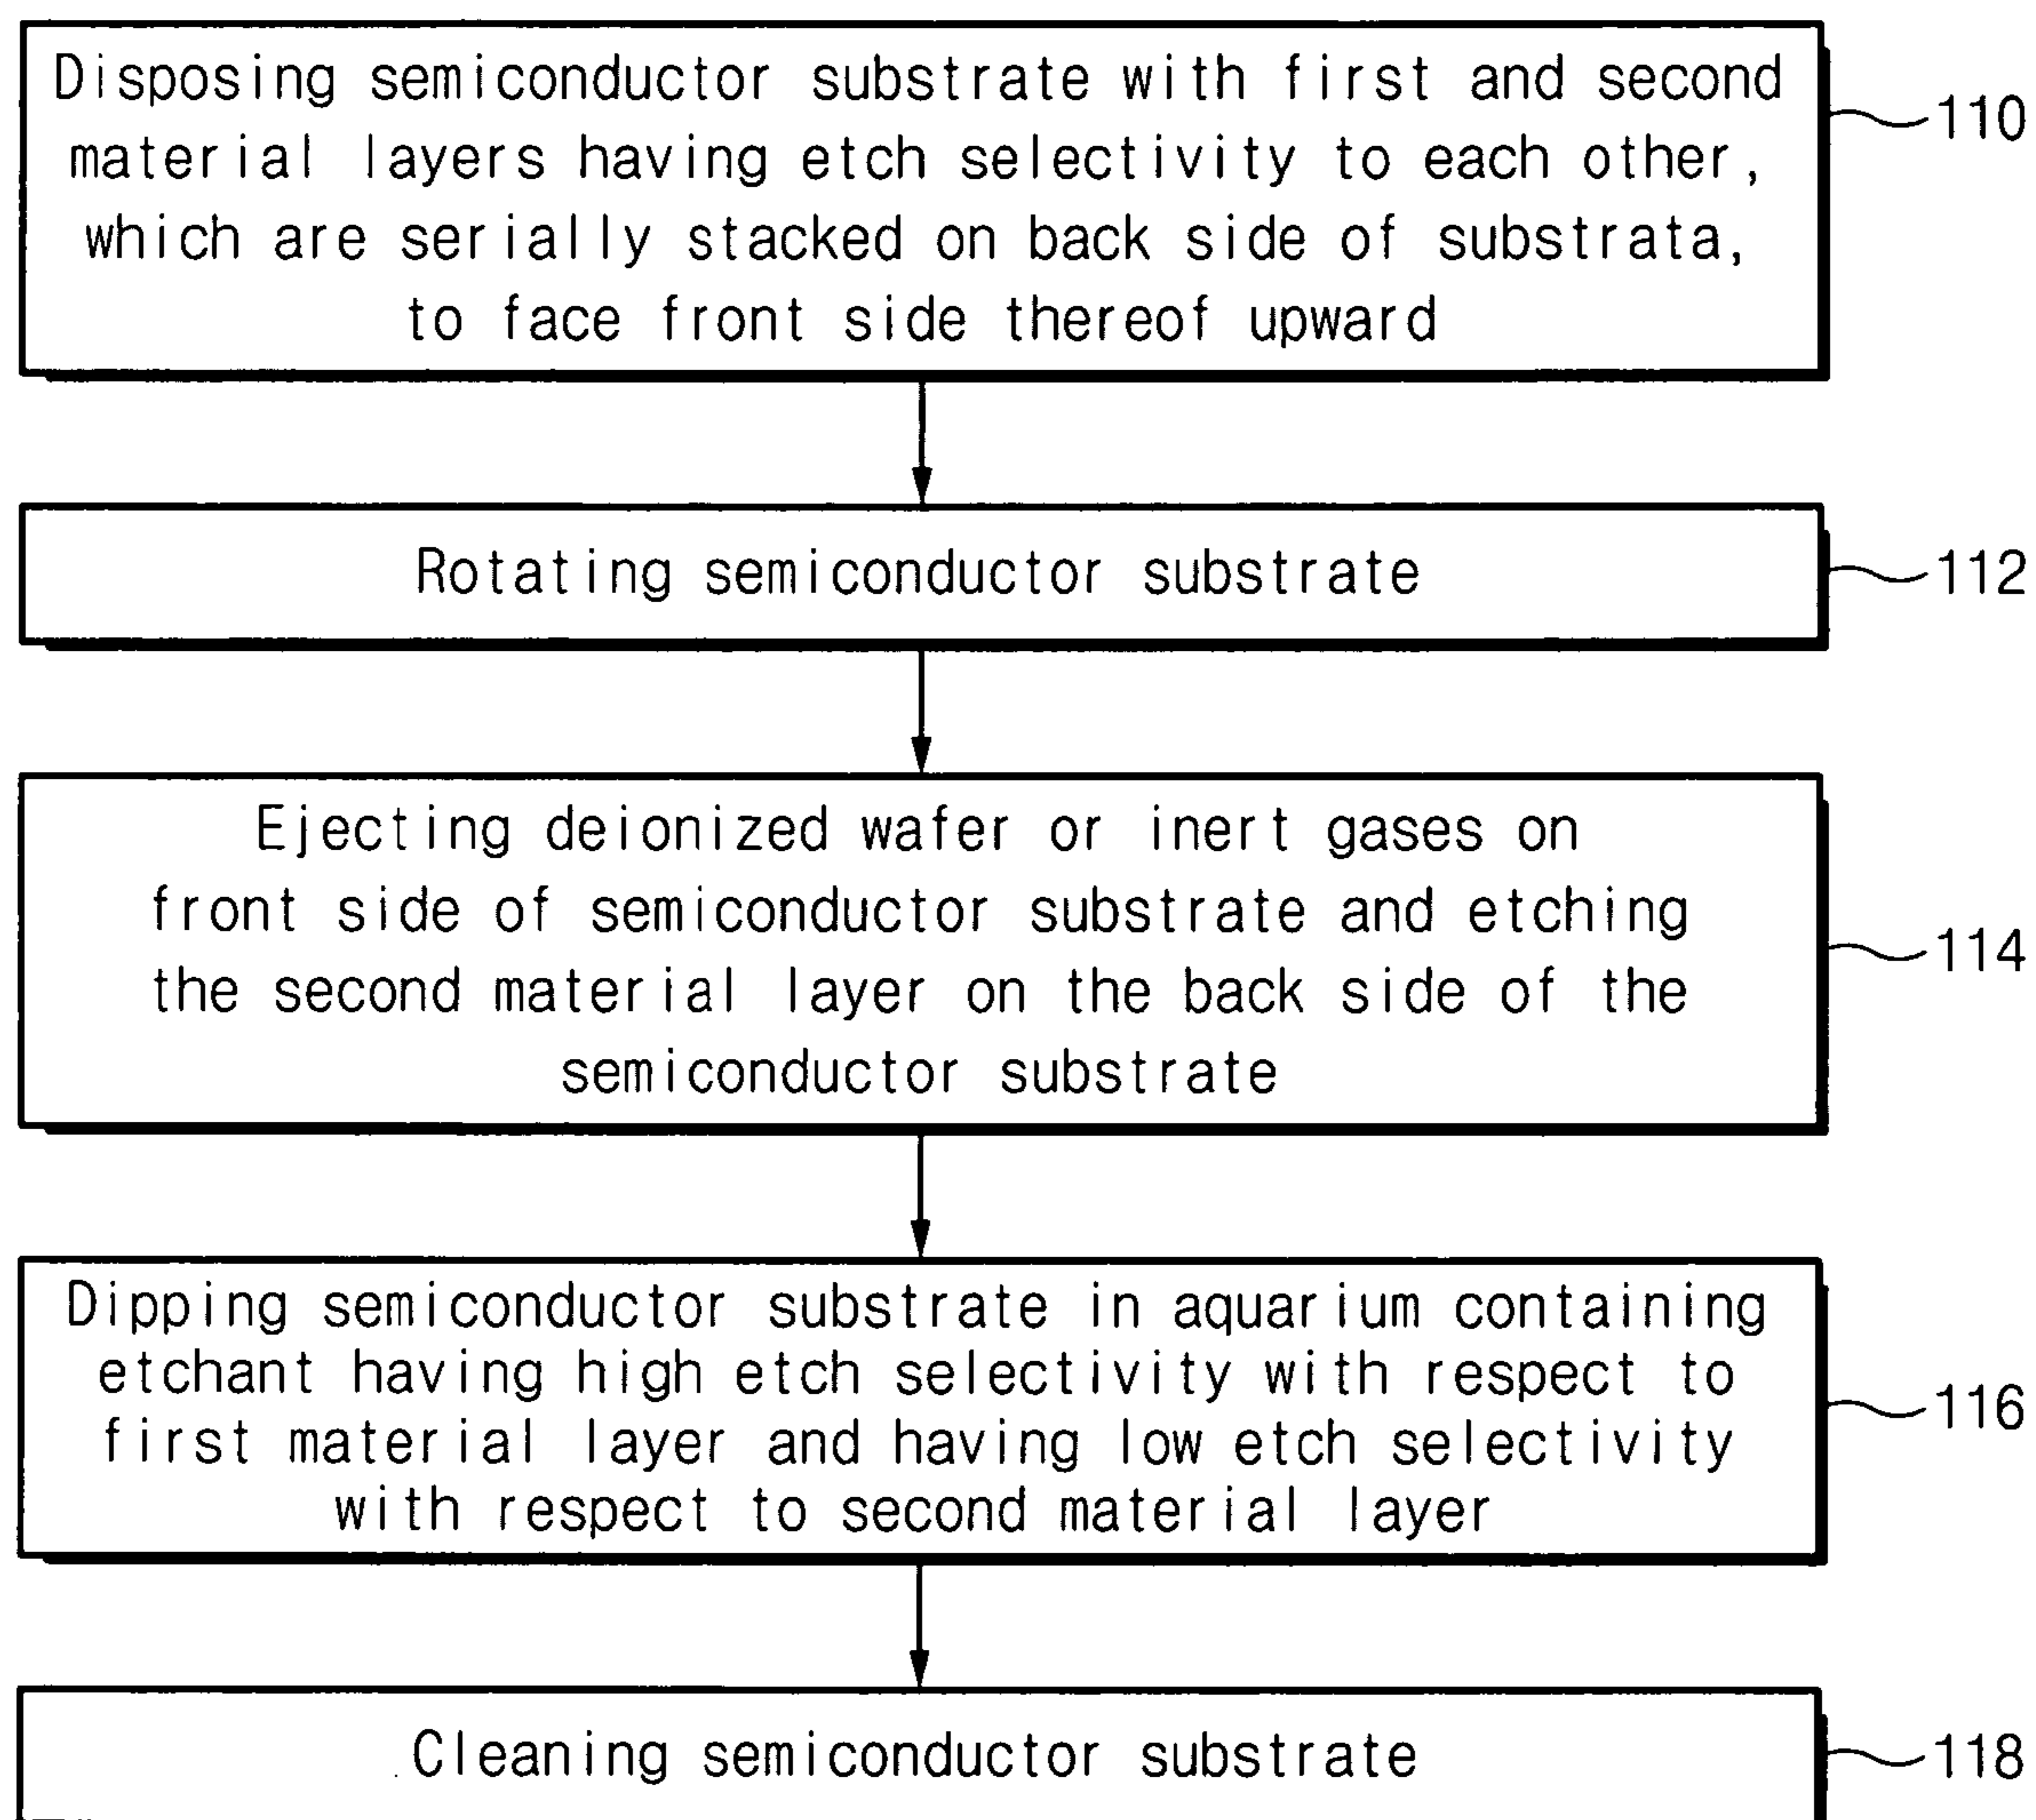 Disposing semiconductor substrate with first and second
material layers having etch selectivity to each other,
which are serially stacked on back side of substrata,
to face front side thereof upward
110
Rotating semiconductor substrate
112
Ejecting deionized wafer or inert gases on
front side of semiconductor substrate and etching
the second material layer on the back side of the
semiconductor substrate
114
Dipping semiconductor substrate in aquarium containing
etchant having high etch selectivity with respect to
first material layer and having low etch selectivity
with respect to second material layer
116
Cleaning semiconductor substrate
118